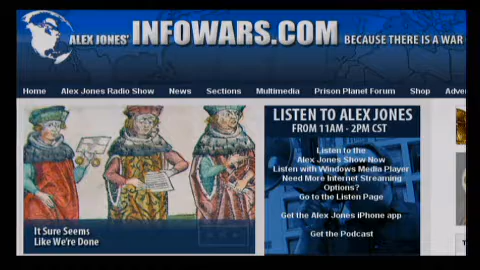 ALEX JONES' INFOWARS.COM BECAUSE THERE IS A WAR
Home Alex Jones Radio Show News Sections Multimedia Prison Planet Forum Shop
LISTEN TO ALEX JONES
FROM 11AM - 2PM CST
Listen to the
Alex Jones Show Now
Listen with Windows Media Player
Need More Internet Streaming
Options?
Go to the Listen Page
Get the Alex Jones iPhone app
Get the Podcast
It Sure Seems
Like We're Done